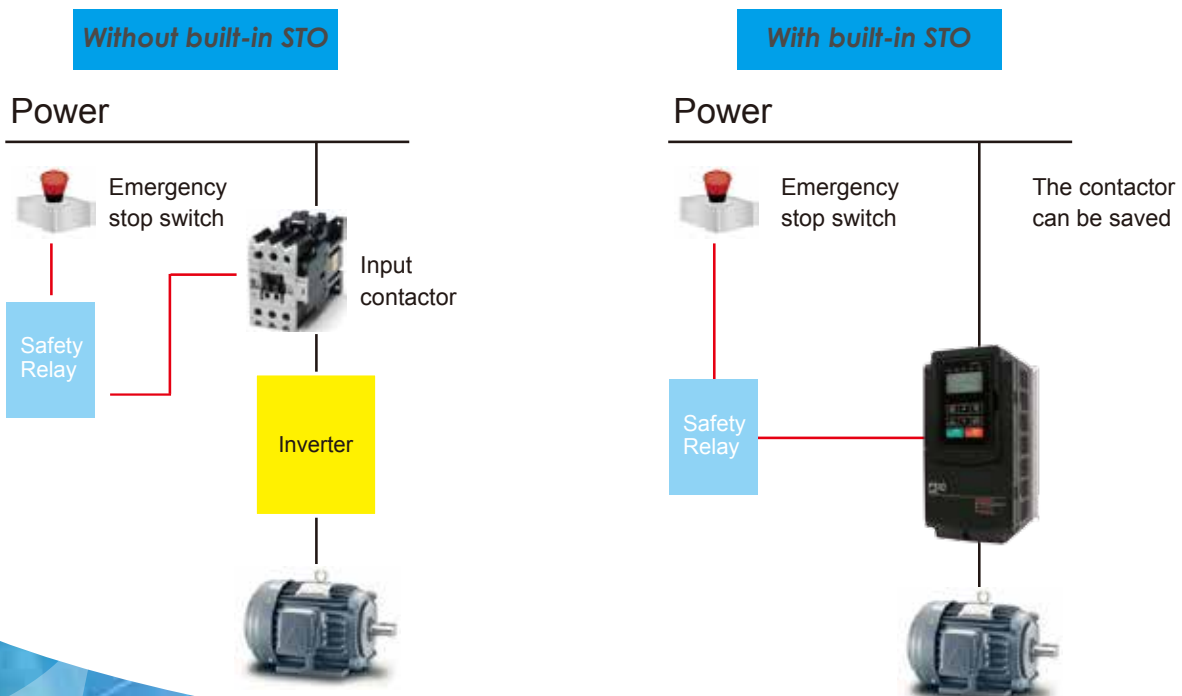 Without built-in STO
Power
Emergency
stop switch
Input
contactor
Safety
Relay
Inverter
With built-in STO
Power
Emergency
stop switch
The contactor
can be saved
Safety
Relay